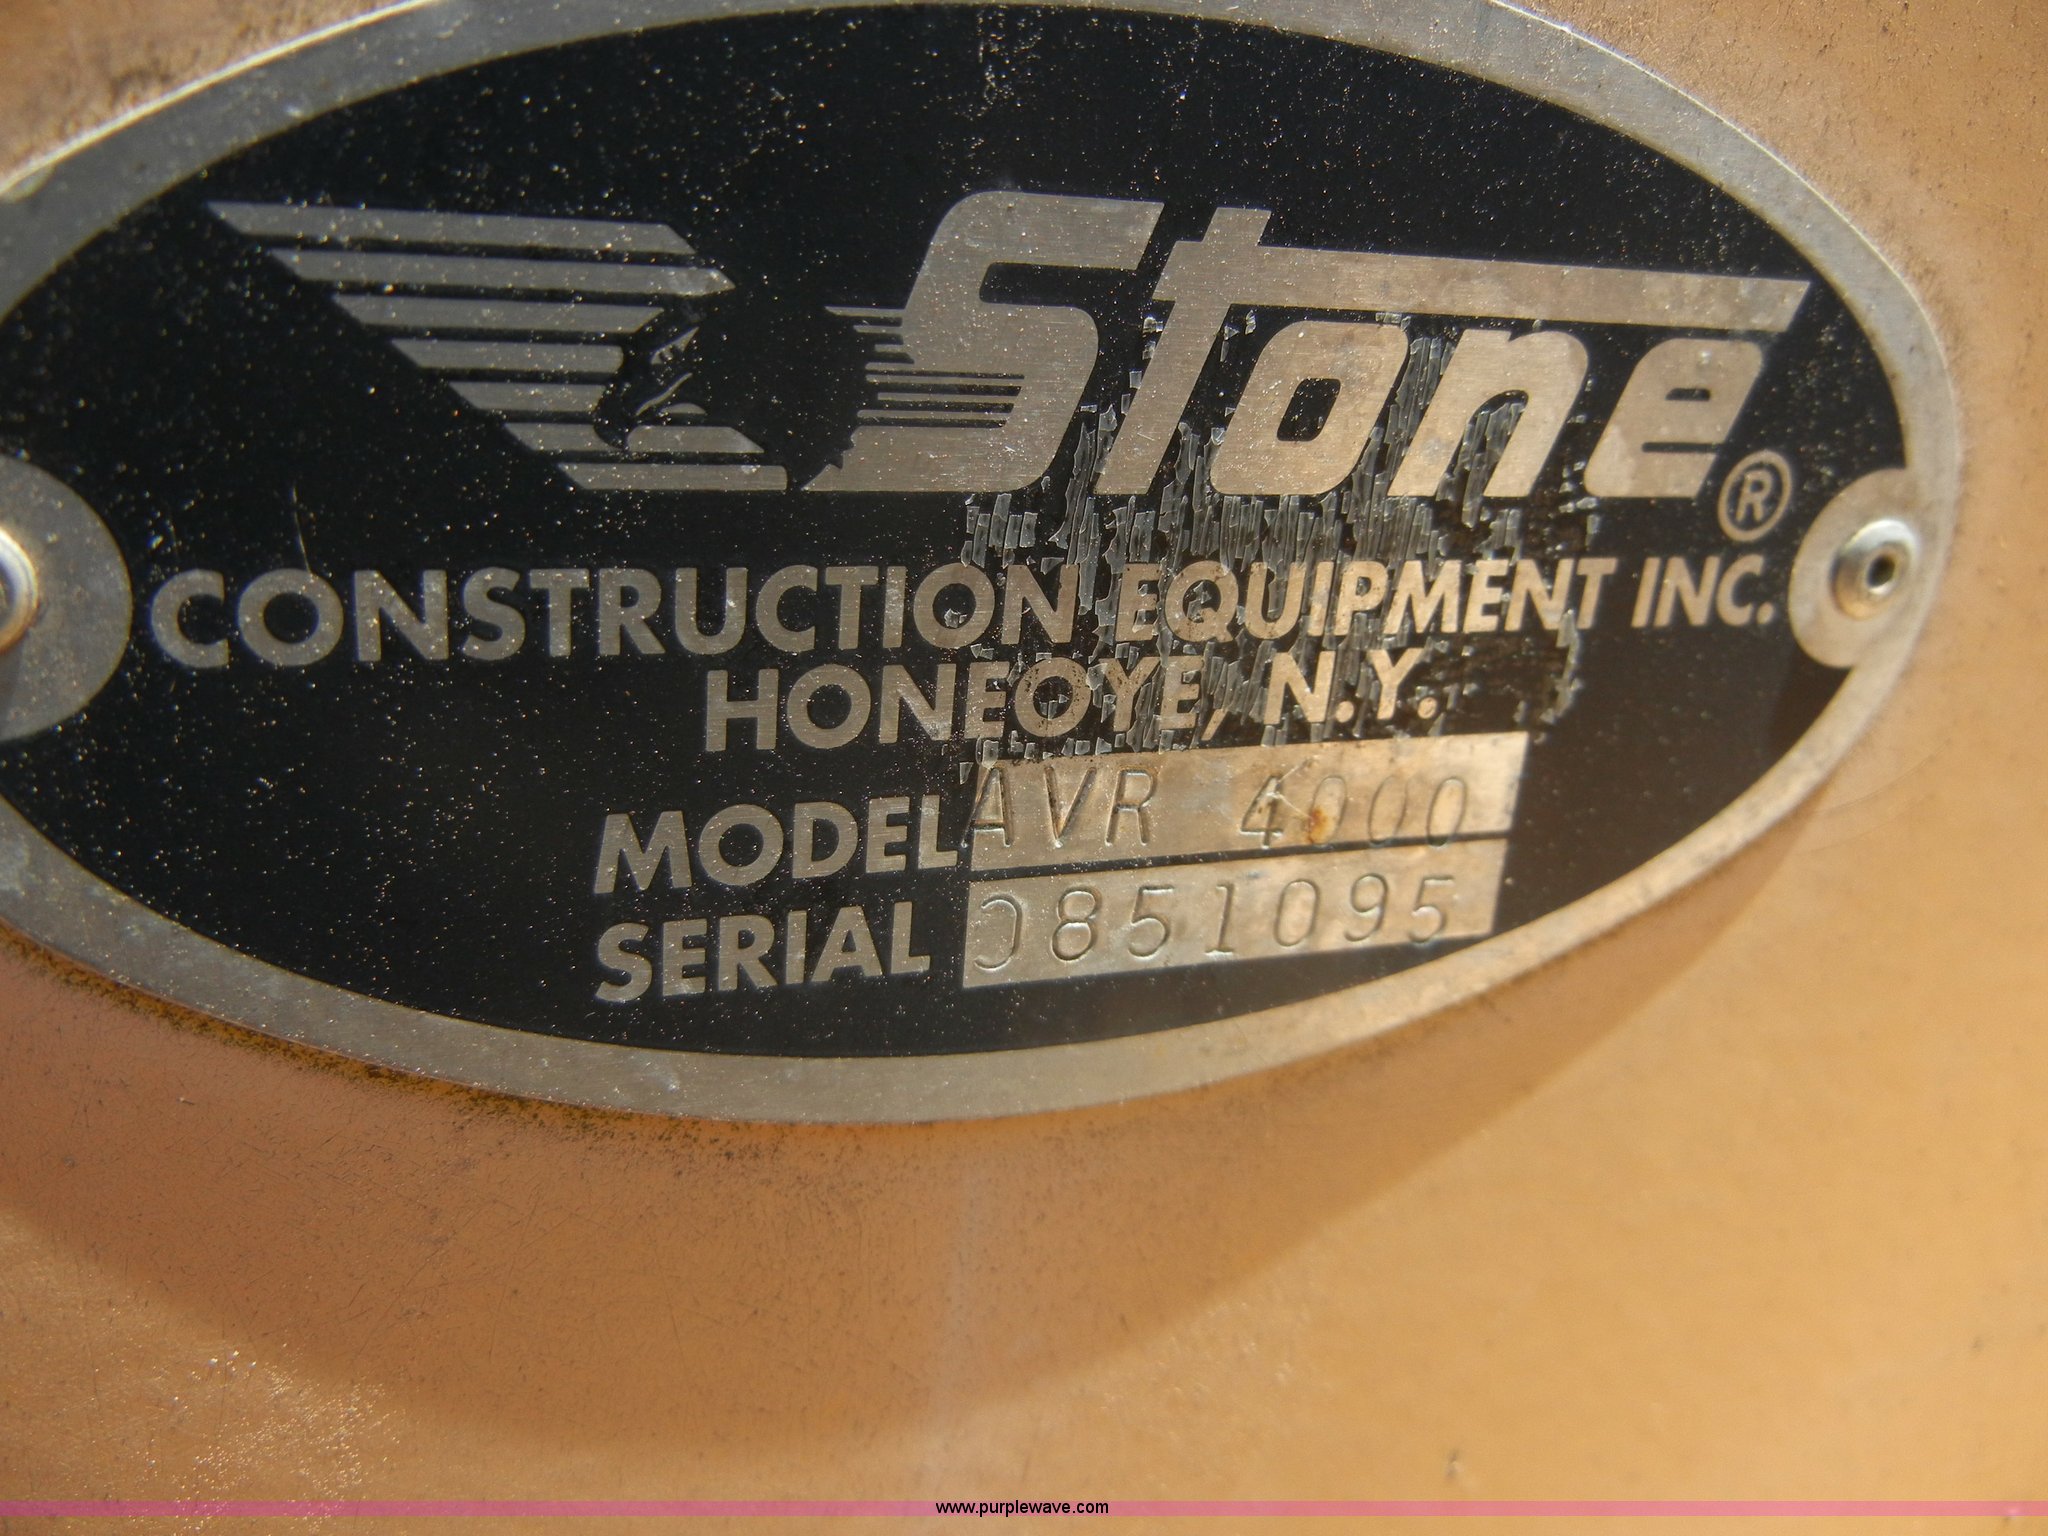 Stone®
CONSTRUCTION EQUIPMENT INC.
HONEOYE, N.Y.
MODEL AVR 4000
SERIAL 0851095
www.purplewave.com